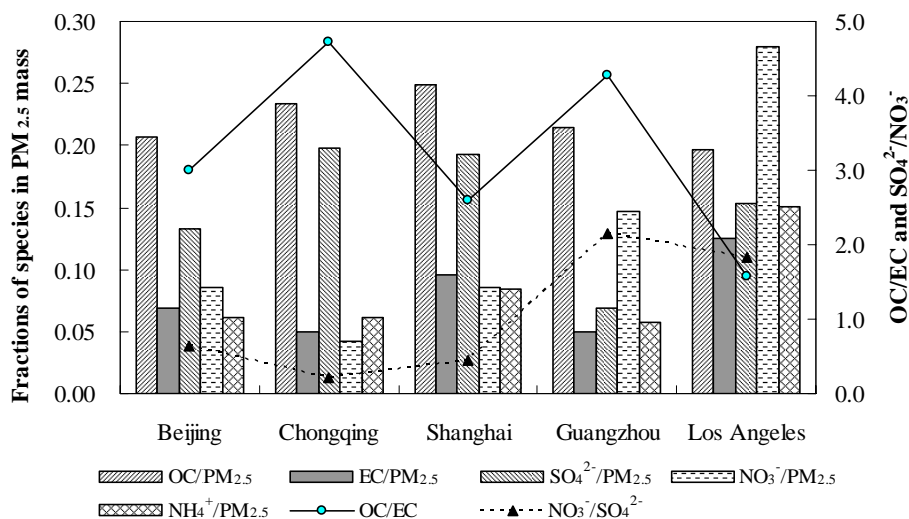 Fractions of species in PM2.5 mass
0.30
0.25
0.20
0.15
0.10
0.05
0.00
5.0
4.0
3.0
2.0
1.0
0.0
OC/EC and SO₄²⁻/NO₃⁻
Beijing Chongqing Shanghai Guangzhou Los Angeles
OC/PM₂.₅ EC/PM₂.₅ SO₄²⁻/PM₂.₅ NO₃⁻/PM₂.₅
NH₄⁺/PM₂.₅ OC/EC NO₃⁻/SO₄²⁻